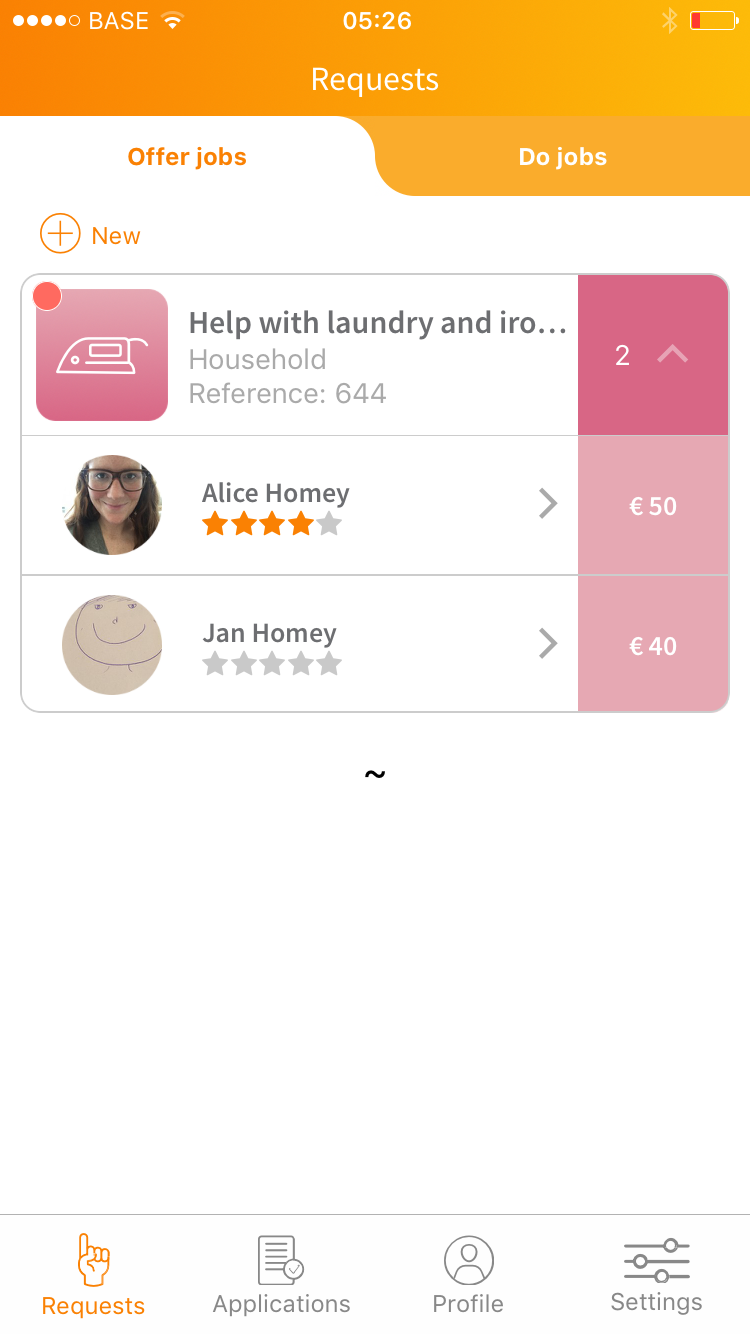 BASE 05:26
Requests
Offer jobs Do jobs
New
Help with laundry and iro...
Household
Reference: 644
2
Alice Homey
€ 50
Jan Homey
€ 40
~
Requests Applications Profile Settings